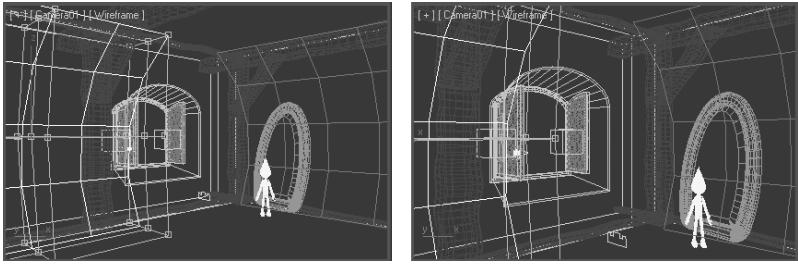 [ + ] [ Camera01 ] [ Wireframe ]
y x
[ + ] [ Camera01 ] [ Wireframe ]
x
y x